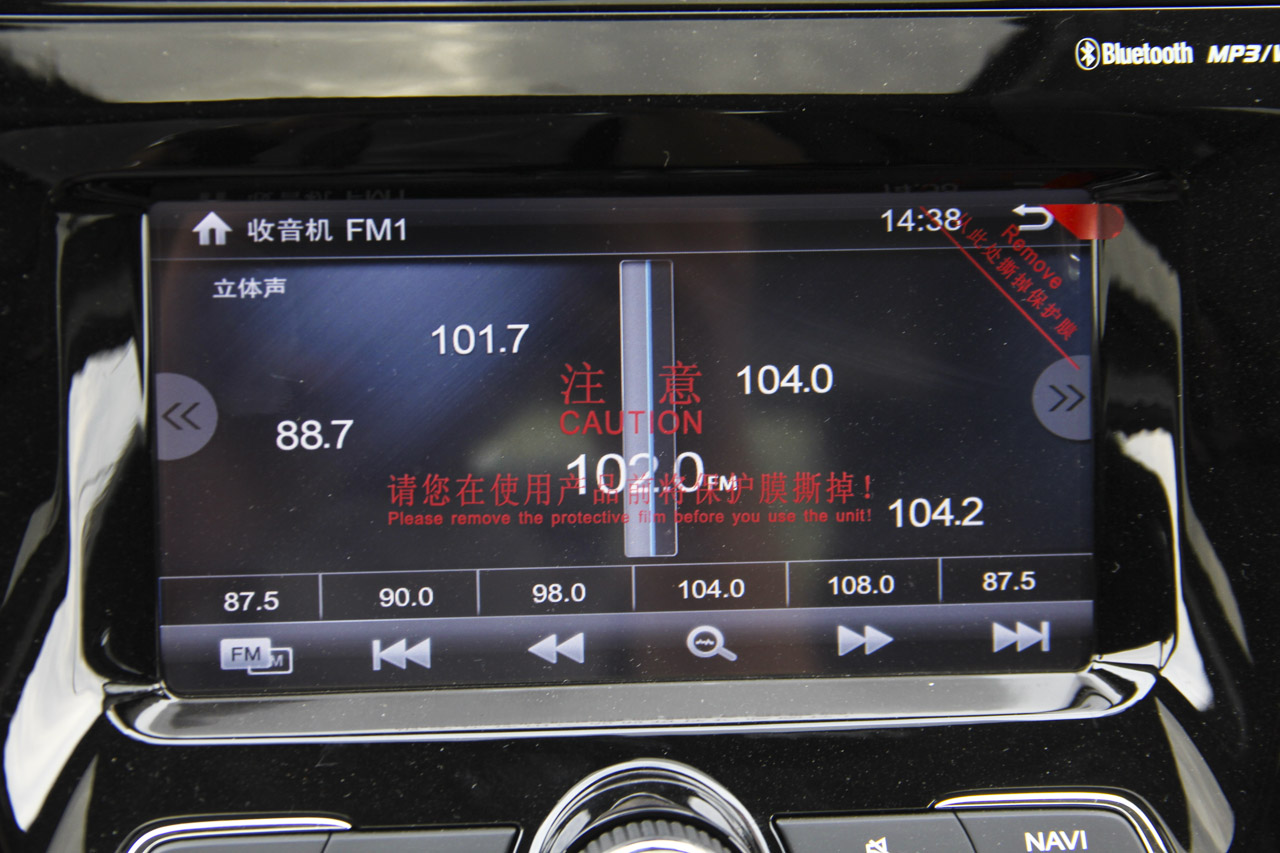 Bluetooth MP3/
收音机 FM1
14:38
Remove
从此处撕掉保护膜
立体声
101.7
104.0
88.7
注 意
CAUTION
102.0 FM
请您在使用产品前将保护膜撕掉！
Please remove the protective film before you use the unit!
104.2
87.5 90.0 98.0 104.0 108.0 87.5
FM
NAVI